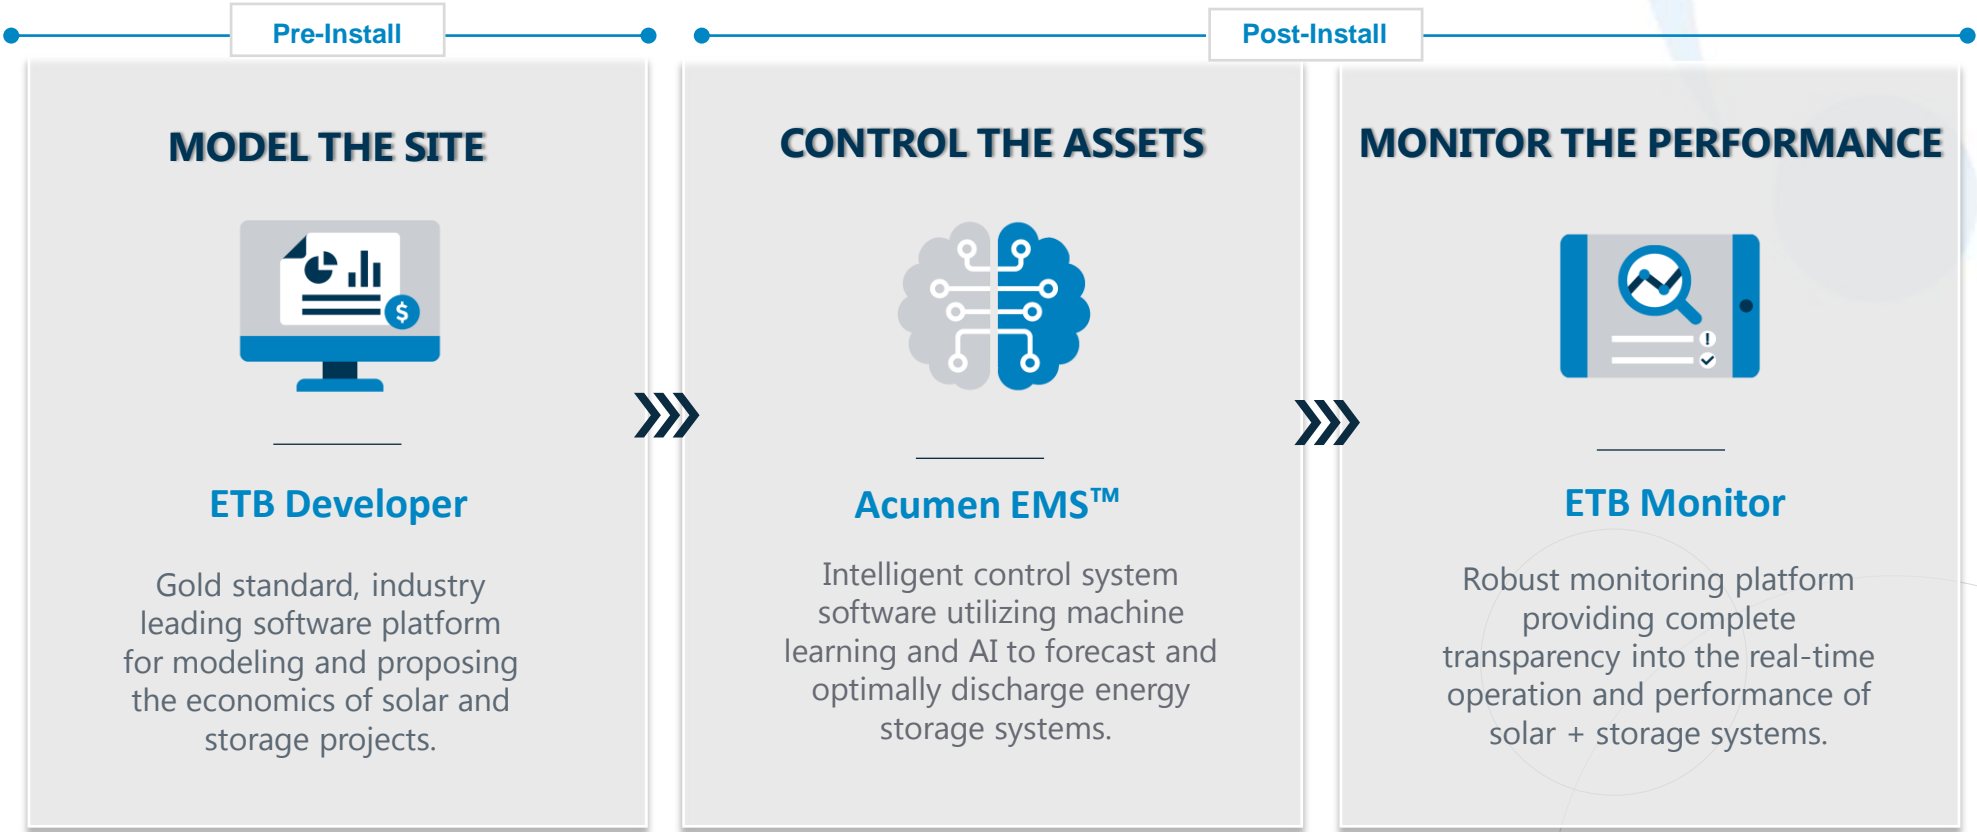 Pre-Install
Post-Install
MODEL THE SITE
$
ETB Developer
Gold standard, industry
leading software platform
for modeling and proposing
the economics of solar and
storage projects.
CONTROL THE ASSETS
Acumen EMS™
Intelligent control system
software utilizing machine
learning and AI to forecast and
optimally discharge energy
storage systems.
MONITOR THE PERFORMANCE
!
ETB Monitor
Robust monitoring platform
providing complete
transparency into the real-time
operation and performance of
solar + storage systems.